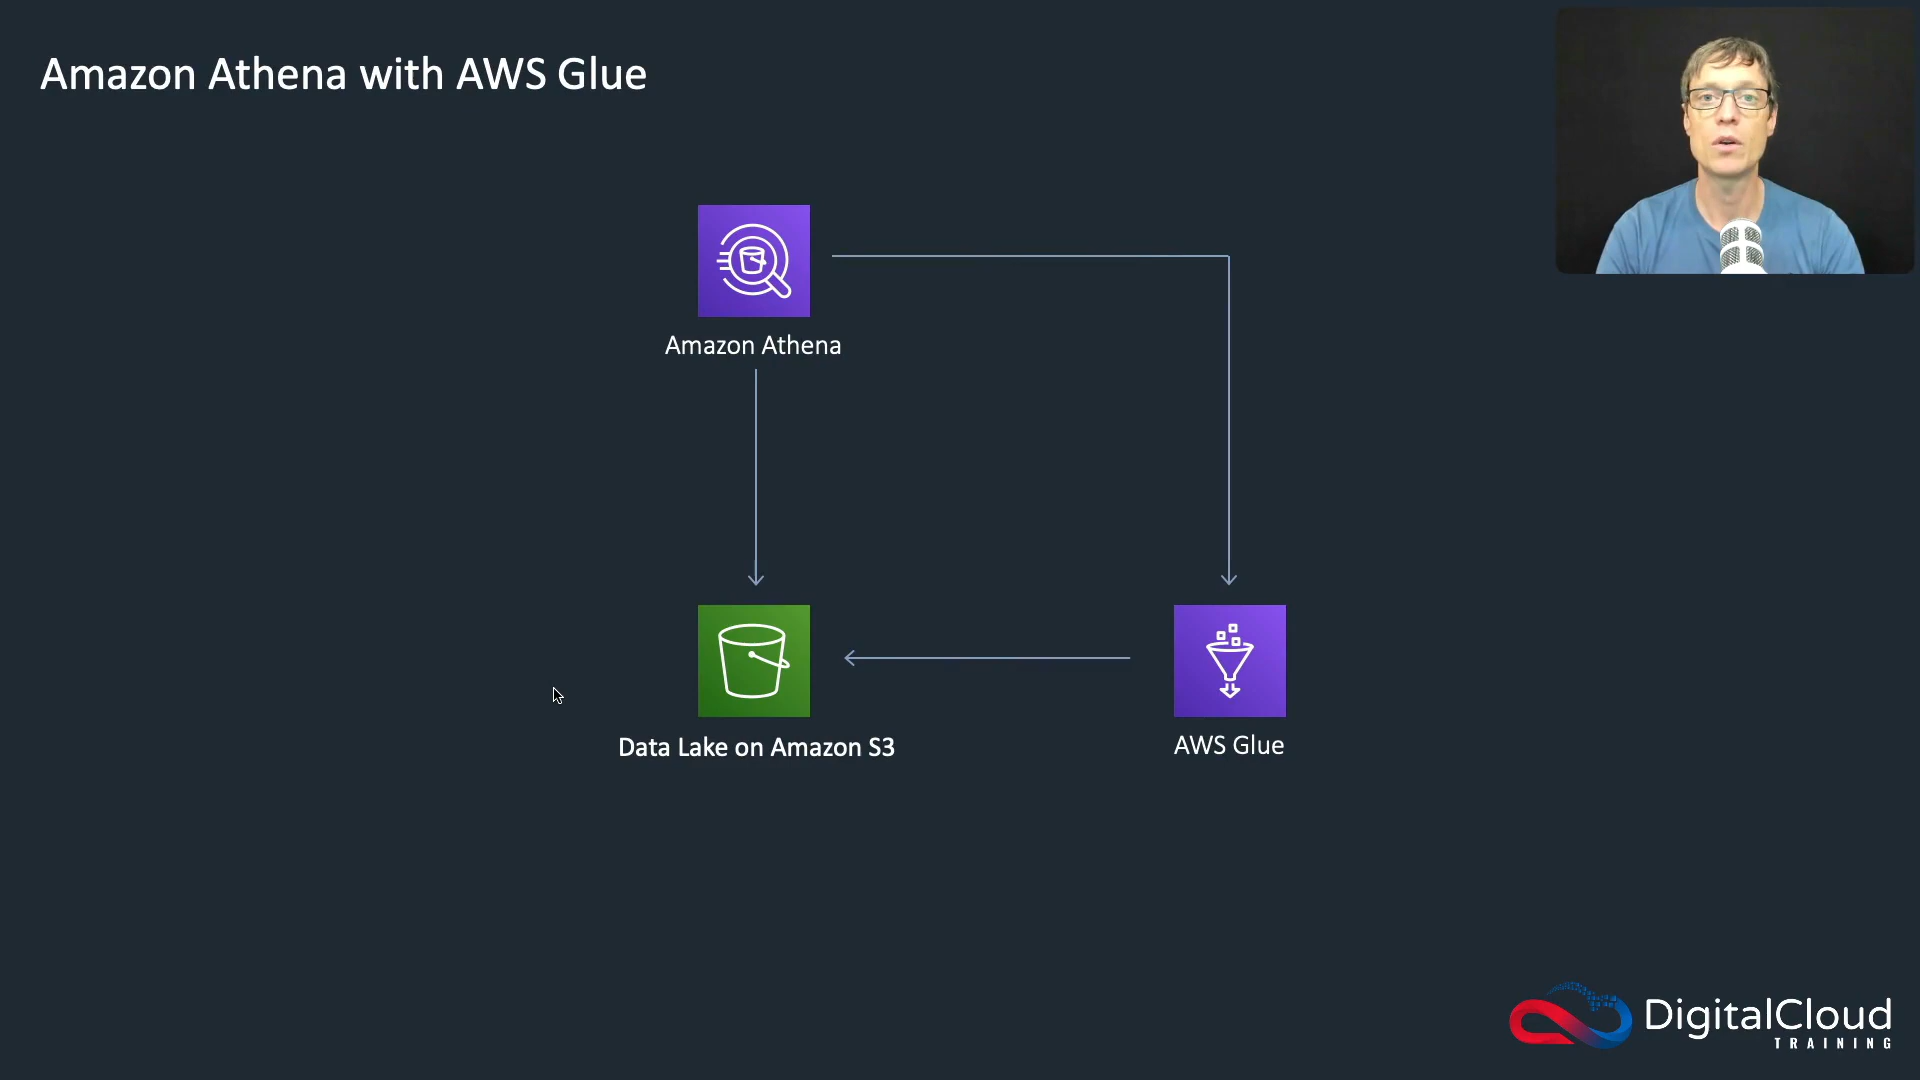 Amazon Athena with AWS Glue
Amazon Athena
Data Lake on Amazon S3
AWS Glue
DigitalCloud
TRAINING